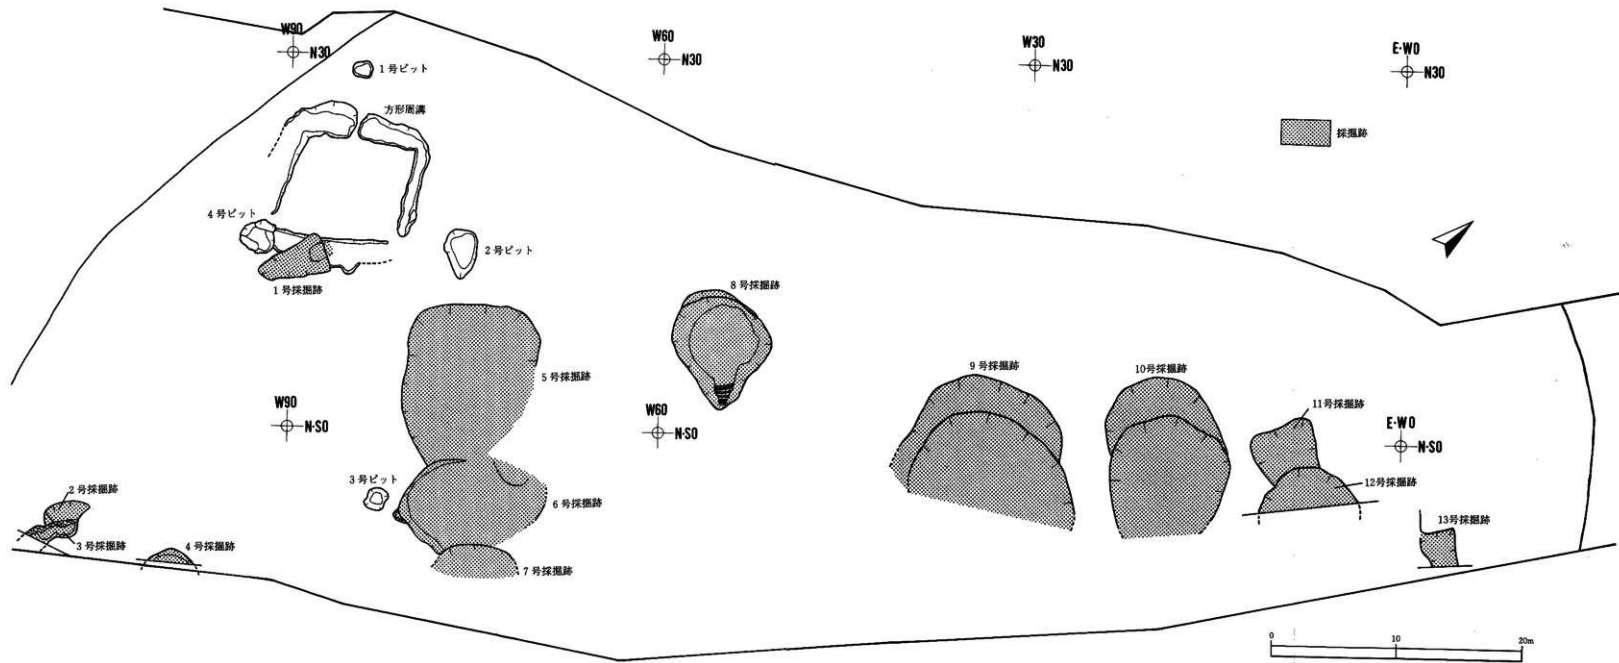 W90
N30
W60
N30
W30
N30
E·W0
N30
1号ピット
方形周溝
採掘跡
4号ピット
2号ピット
1号採掘跡
8号採掘跡
5号採掘跡
9号採掘跡
10号採掘跡
W90
N·S0
W60
N·S0
11号採掘跡
E·W0
N·S0
3号ピット
2号採掘跡
6号採掘跡
12号採掘跡
3号採掘跡
4号採掘跡
7号採掘跡
13号採掘跡
0 10 20m